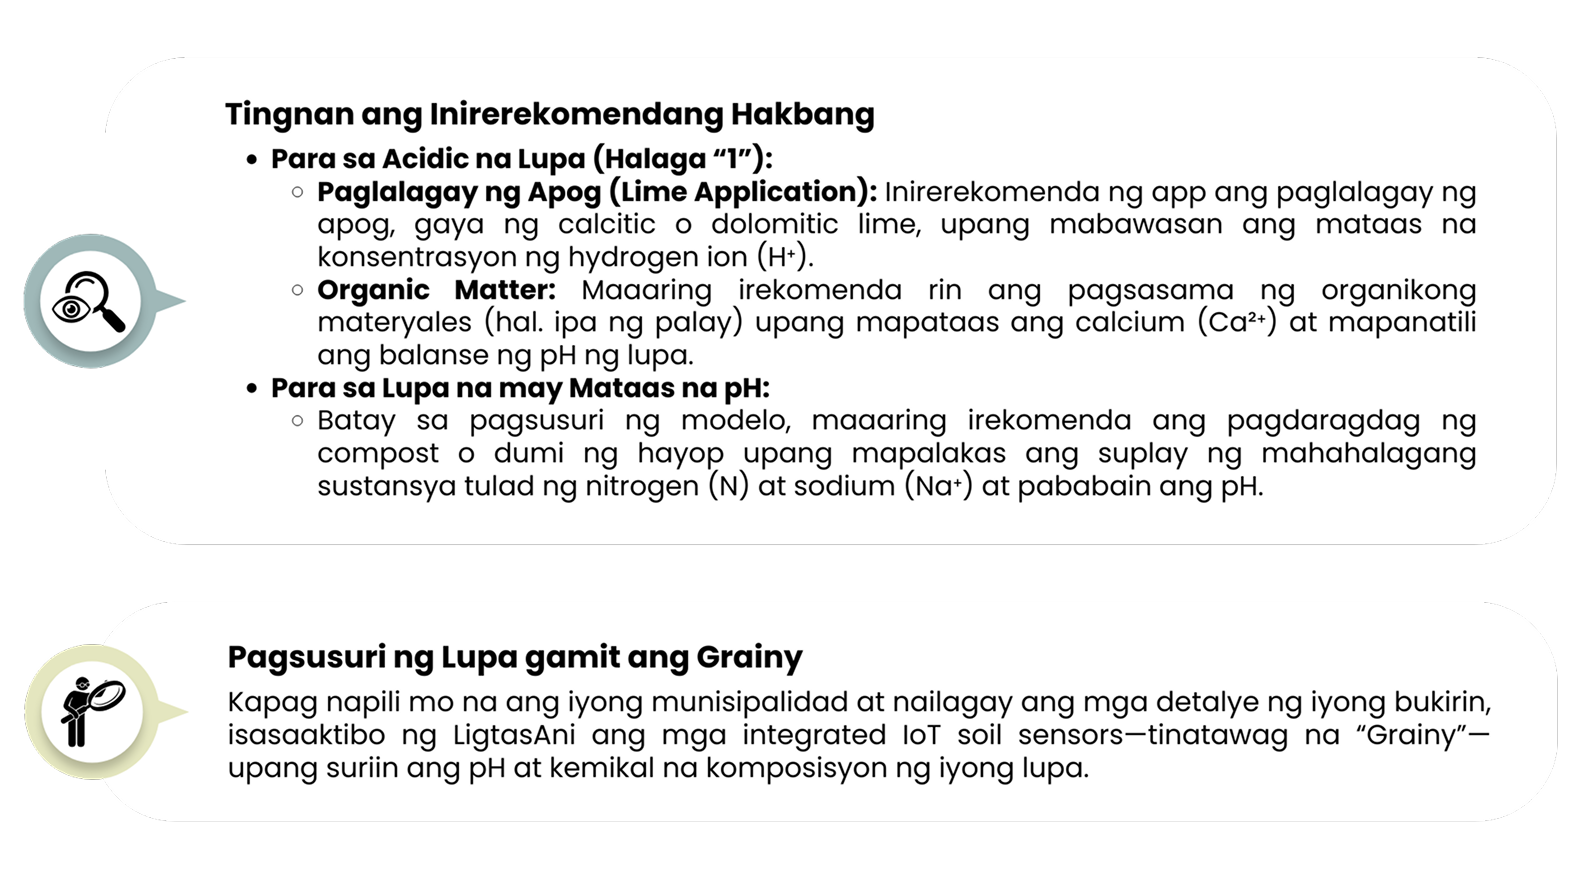 Tingnan ang Inirerekomendang Hakbang
• Para sa Acidic na Lupa (Halaga “1”):
○ Paglalagay ng Apog (Lime Application): Inirerekomenda ng app ang paglalagay ng
apog, gaya ng calcitic o dolomitic lime, upang mabawasan ang mataas na
konsentrasyon ng hydrogen ion (H⁺).
○ Organic Matter: Maaaring irekomenda rin ang pagsasama ng organikong
materyales (hal. ipa ng palay) upang mapataas ang calcium (Ca²⁺) at mapanatili
ang balanse ng pH ng lupa.
• Para sa Lupa na may Mataas na pH:
○ Batay sa pagsusuri ng modelo, maaaring irekomenda ang pagdaragdag ng
compost o dumi ng hayop upang mapalakas ang suplay ng mahahalagang
sustansya tulad ng nitrogen (N) at sodium (Na⁺) at pababain ang pH.
Pagsusuri ng Lupa gamit ang Grainy
Kapag napili mo na ang iyong munisipalidad at nailagay ang mga detalye ng iyong bukirin,
isasaaktibo ng LigtasAni ang mga integrated IoT soil sensors—tinatawag na “Grainy”—
upang suriin ang pH at kemikal na komposisyon ng iyong lupa.